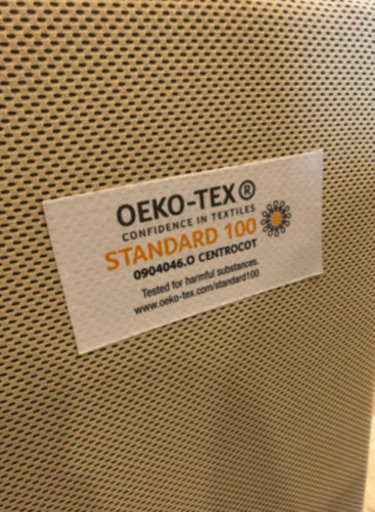 OEKO-TEX®
CONFIDENCE IN TEXTILES
STANDARD 100
0904046.O CENTROCOT
Tested for harmful substances.
www.oeko-tex.com/standard100